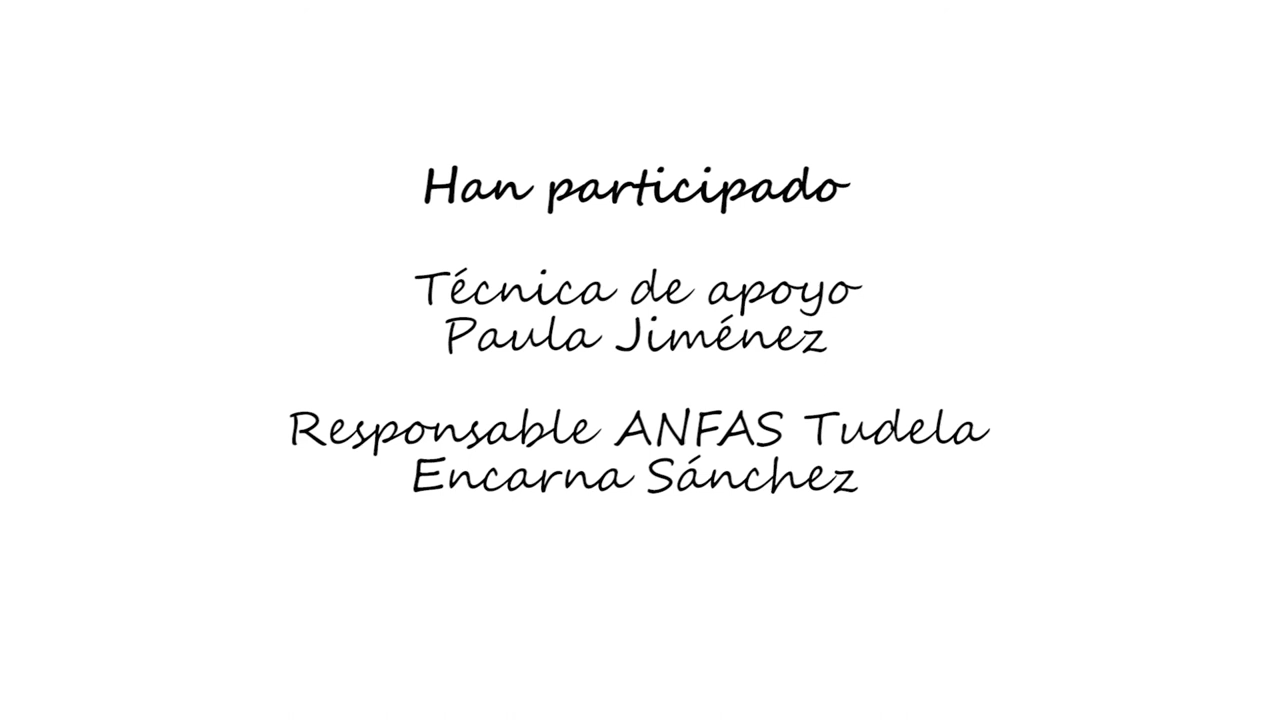 Han participado
Técnica de apoyo
Paula Jiménez
Responsable ANFAS Tudela
Encarna Sánchez